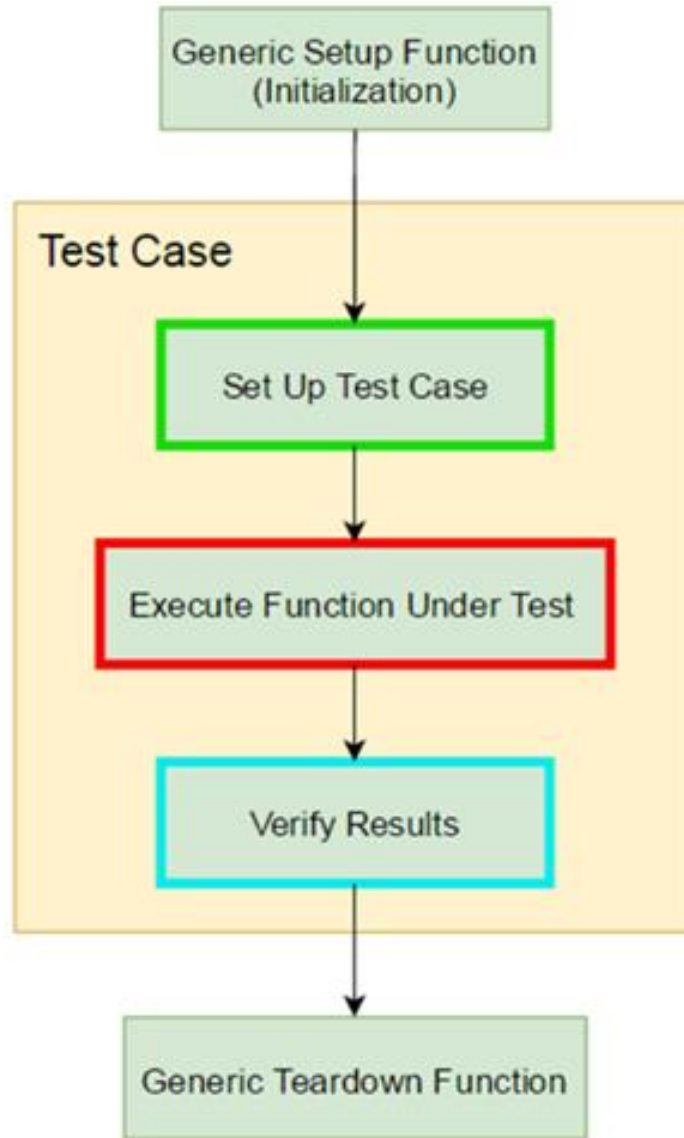 Generic Setup Function
(Initialization)
Test Case
Set Up Test Case
Execute Function Under Test
Verify Results
Generic Teardown Function